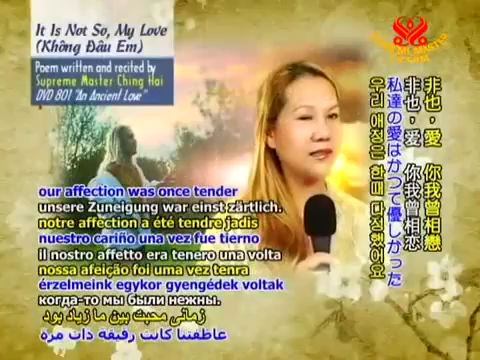 It Is Not So, My Love
(Không Đâu Em)
Poem written and recited by
Supreme Master Ching Hai
DVD 801 "An Ancient Love"
SUPREME MASTER
非也，愛 你我曾相戀
非也，爱 你我曾相恋
私達の愛はかつて優しかった
우리 애정은 한때 다정했어요
our affection was once tender
unsere Zuneigung war einst zärtlich.
notre affection a été tendre jadis
nuestro cariño una vez fue tierno
il nostro affetto era tenero una volta
nossa afeição foi uma vez tenra
érzelmeink egykor gyengédek voltak
когда-то мы были нежны.
زمانی محبت بین ما زیاد بود
عاطفتنا كانت رقيقة ذات مرة